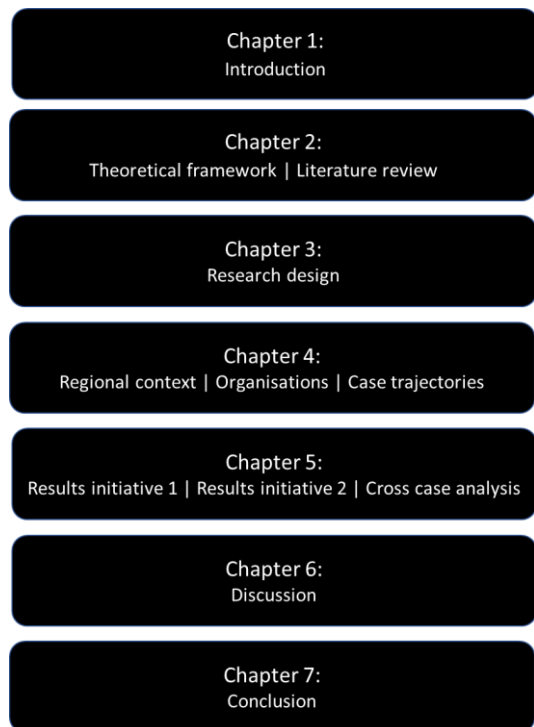 Chapter 1:
Introduction
Chapter 2:
Theoretical framework | Literature review
Chapter 3:
Research design
Chapter 4:
Regional context | Organisations | Case trajectories
Chapter 5:
Results initiative 1 | Results initiative 2 | Cross case analysis
Chapter 6:
Discussion
Chapter 7:
Conclusion